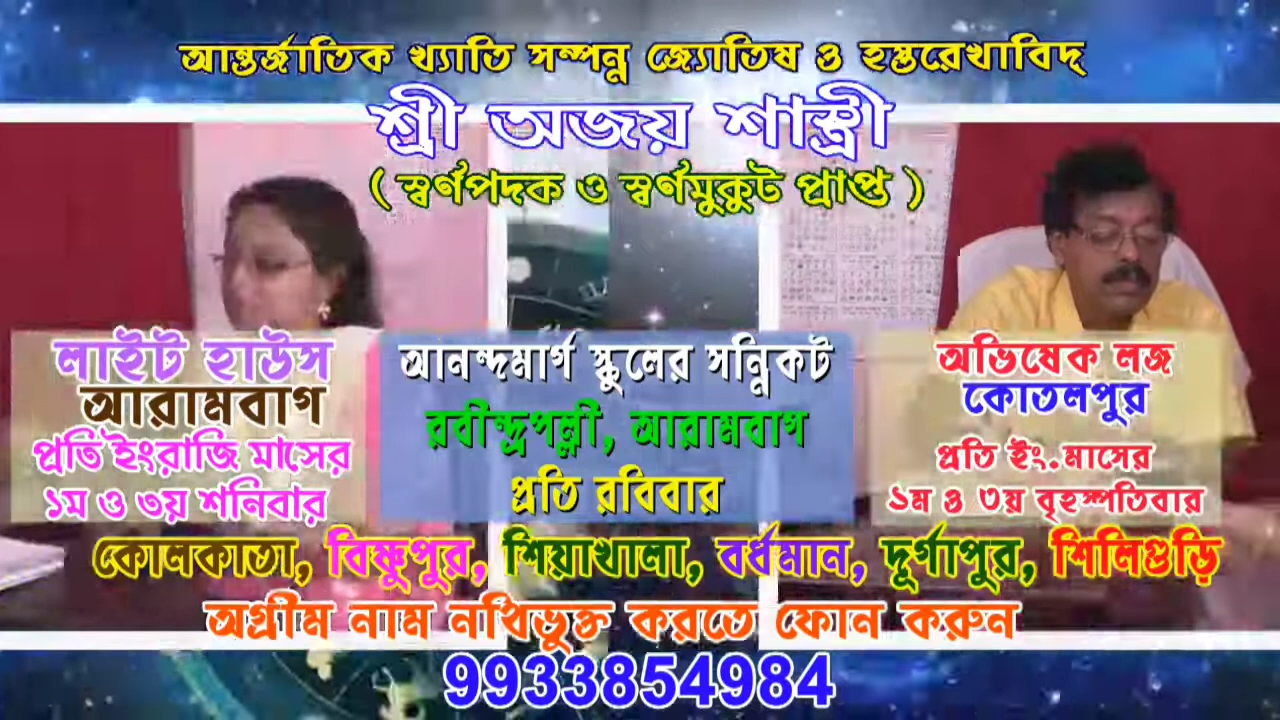 আন্তর্জাতিক খ্যাতি সম্পন্ন জ্যোতিষ ও হস্তরেখাবিদ্
শ্রী অজয় শাস্ত্রী
( স্বর্ণপদক ও স্বর্ণমুকুট প্রাপ্ত )
লাইট হাউস
আরামবাগ
প্রতি ইংরাজি মাসের
১ম ও ৩য় শনিবার
আনন্দমার্গ স্কুলের সন্নিকট
রবীন্দ্রপল্লী, আরামবাগ
প্রতি রবিবার
অভিষেক লজ
কোতলপুর
প্রতি ইং.মাসের
১ম ও ৩য় বৃহস্পতিবার
কোলকাতা, বিষ্ণুপুর, শিয়াখালা, বর্ধমান, দূর্গাপুর, শিলিগুড়ি
অগ্রীম নাম নথিভুক্ত করতে ফোন করুন
9933854984